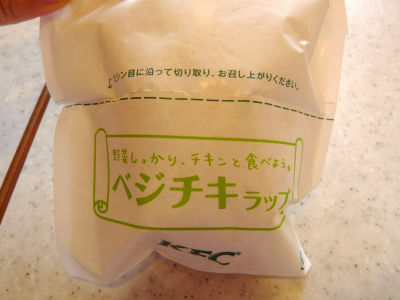 ミシン目に沿って切り取り、お召し上がりください。
野菜しっかり、チキンと食べよう。
ベジチキラップ
KFC